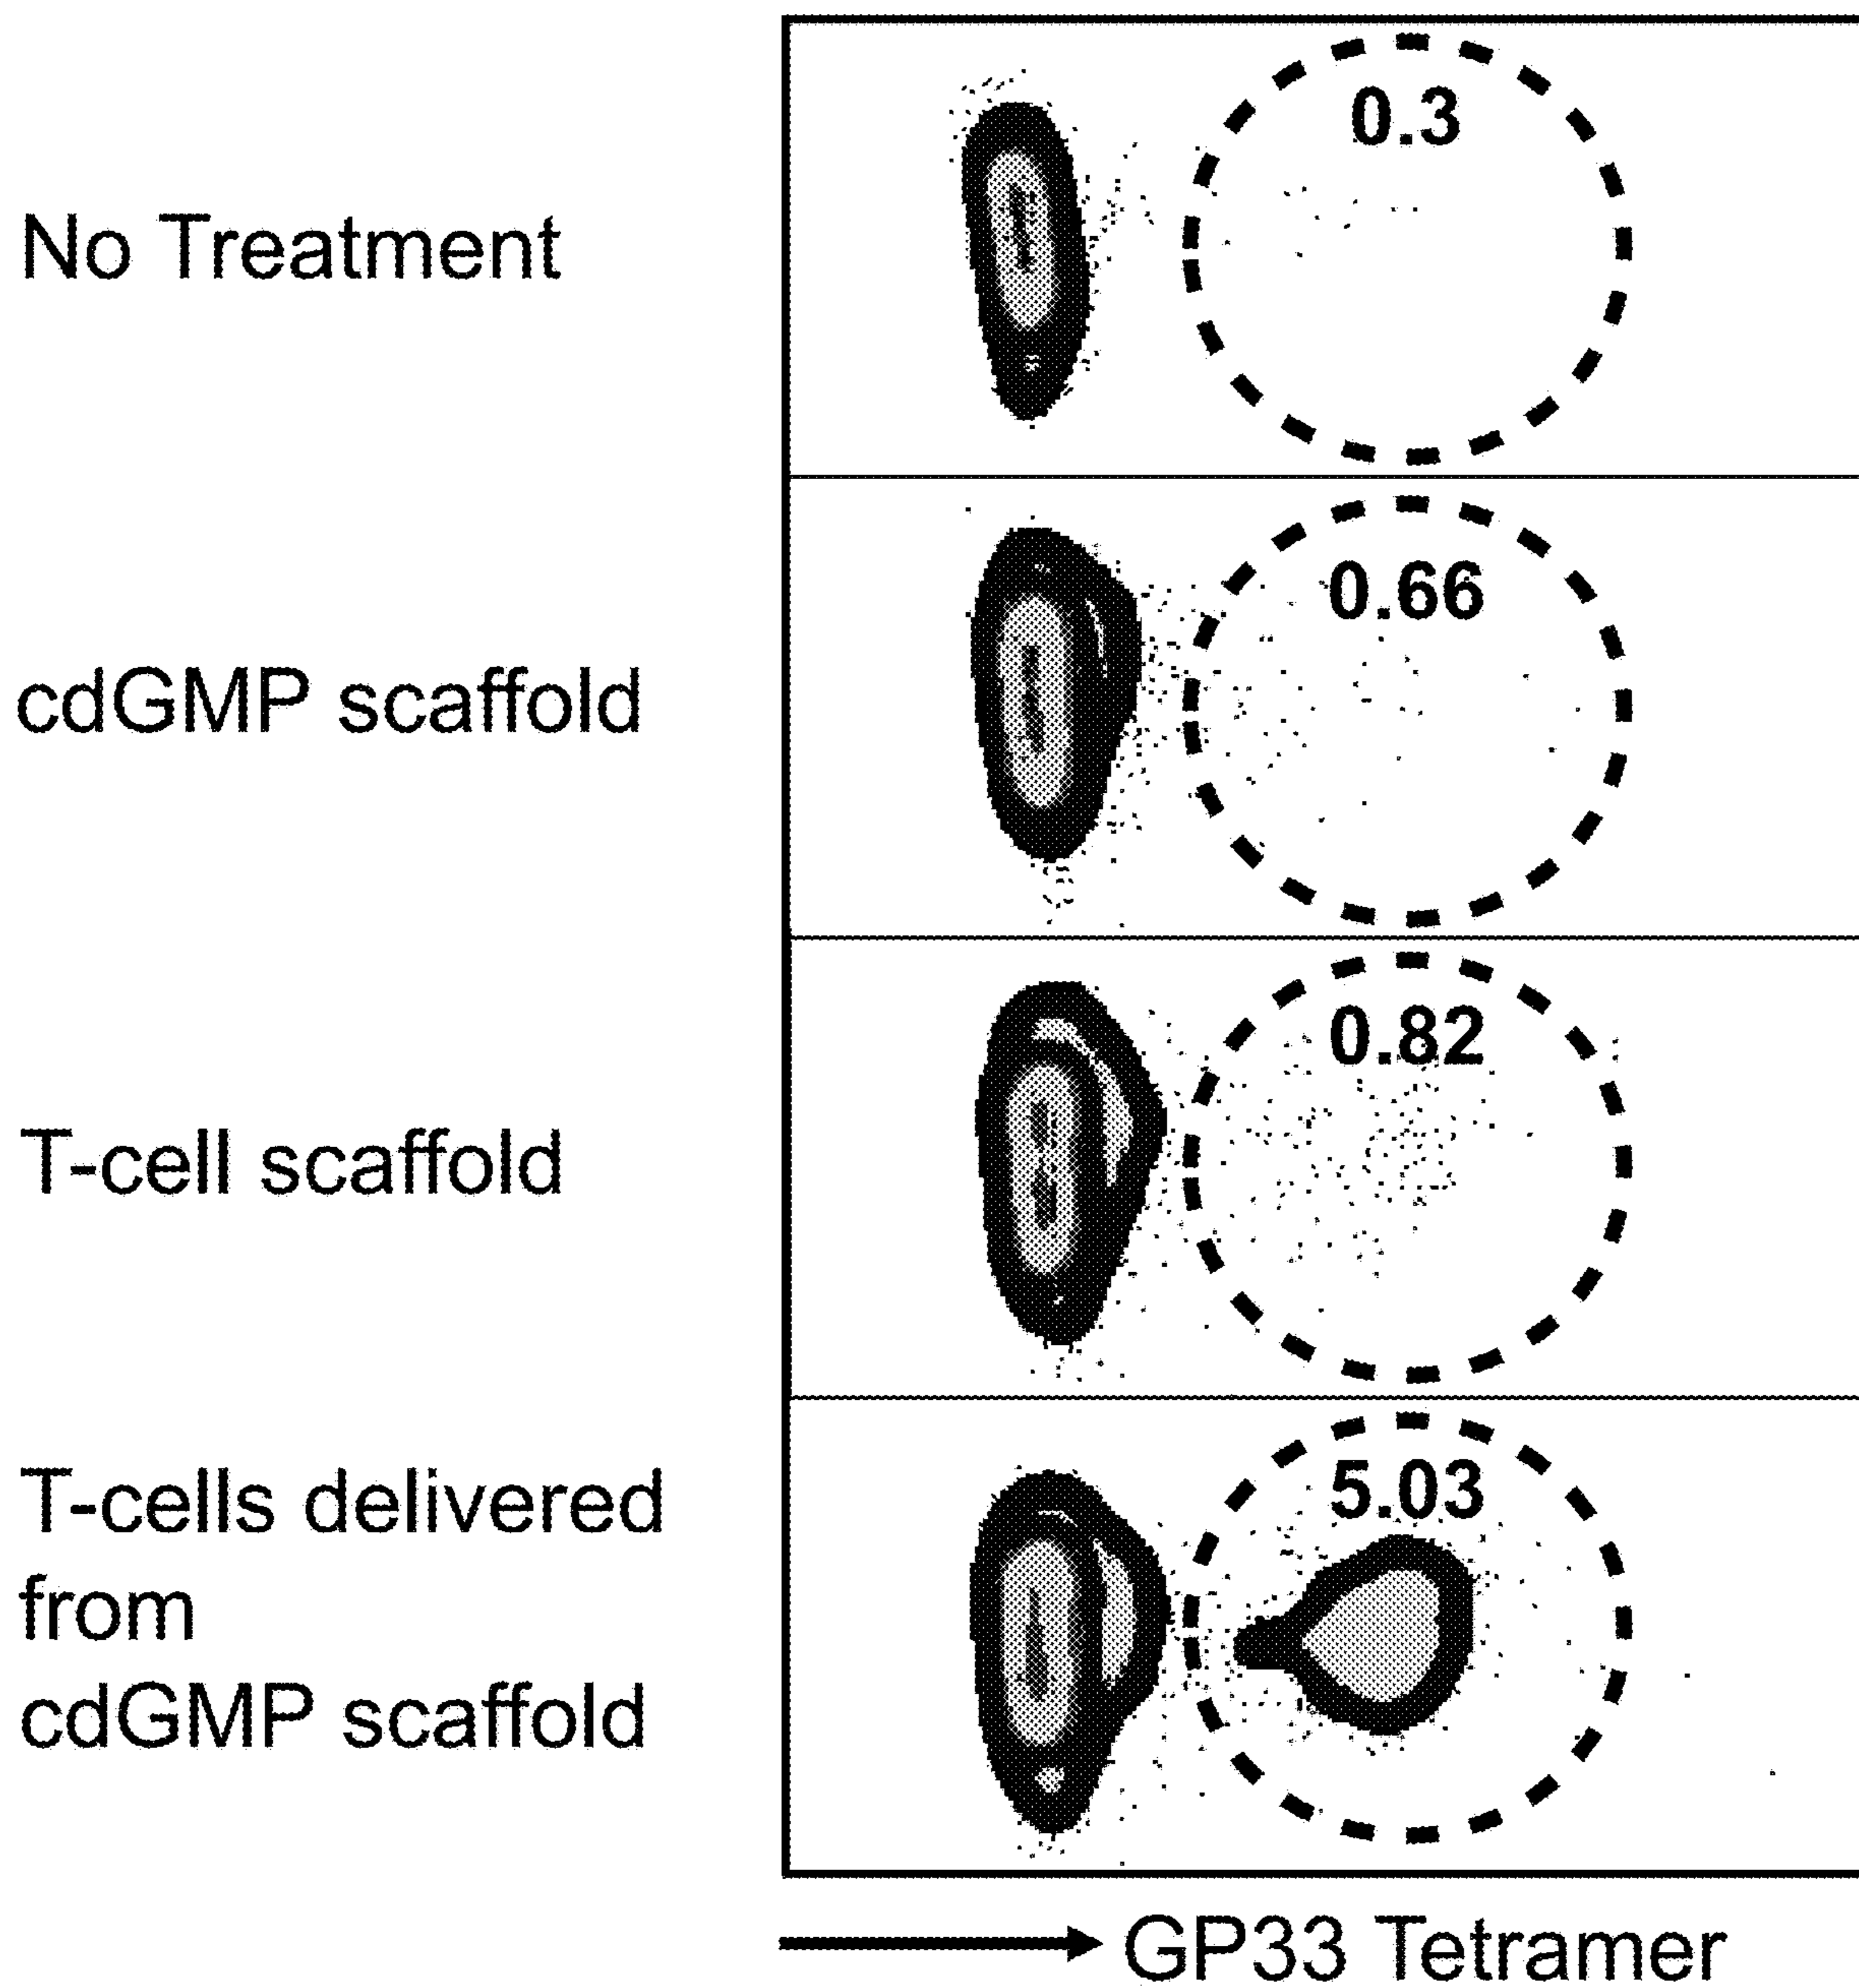 No Treatment
0.3
cdGMP scaffold
0.66
T-cell scaffold
0.82
T-cells delivered
from
cdGMP scaffold
5.03
GP33 Tetramer